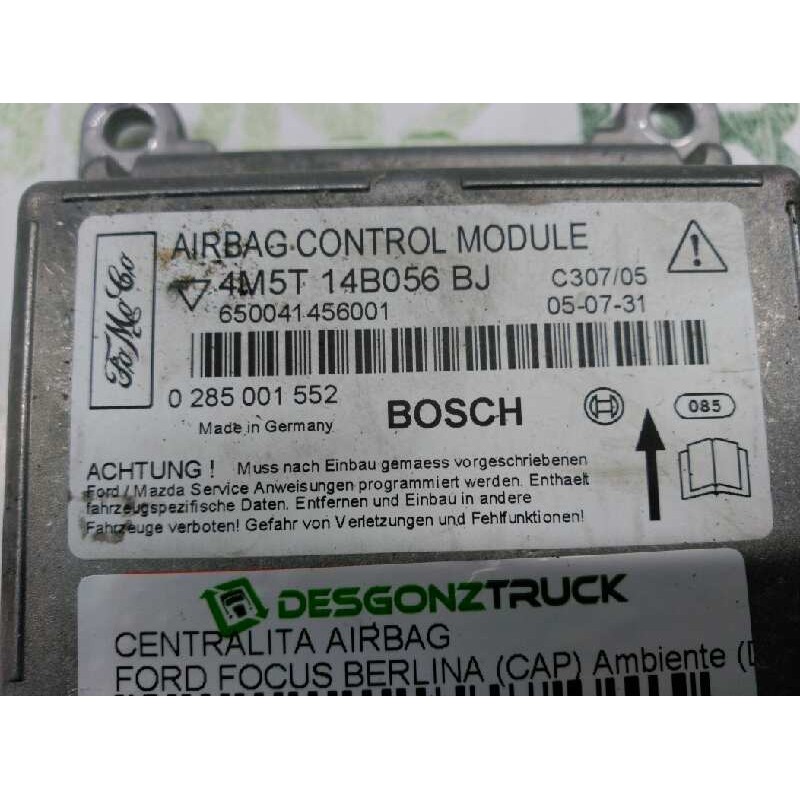 FoMoCo
AIRBAG CONTROL MODULE
4M5T 14B056 BJ
C307/05
650041456001
05-07-31
0 285 001 552
Made in Germany
BOSCH
085
ACHTUNG ! Muss nach Einbau gemaess vorgeschriebenen
Ford / Mazda Service Anweisungen programmiert werden. Enthaelt
fahrzeugspezifische Daten. Entfernen und Einbau in andere
Fahrzeuge verboten! Gefahr von Verletzungen und Fehlfunktionen!
DESGONZTRUCK
CENTRALITA AIRBAG
FORD FOCUS BERLINA (CAP) Ambiente (D